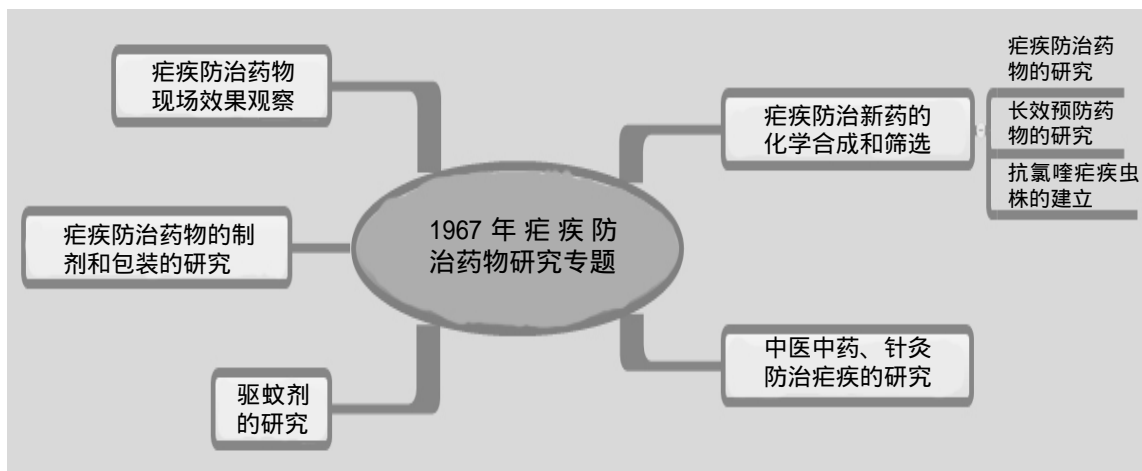 疟疾防治药物
现场效果观察
疟疾防治药物的制
剂和包装的研究
驱蚊剂
的研究
1967 年 疟 疾 防
治药物研究专题
疟疾防治新药的
化学合成和筛选
疟疾防治药
物的研究
长效预防药
物的研究
抗氯喹疟疾虫
株的建立
中医中药、针灸
防治疟疾的研究